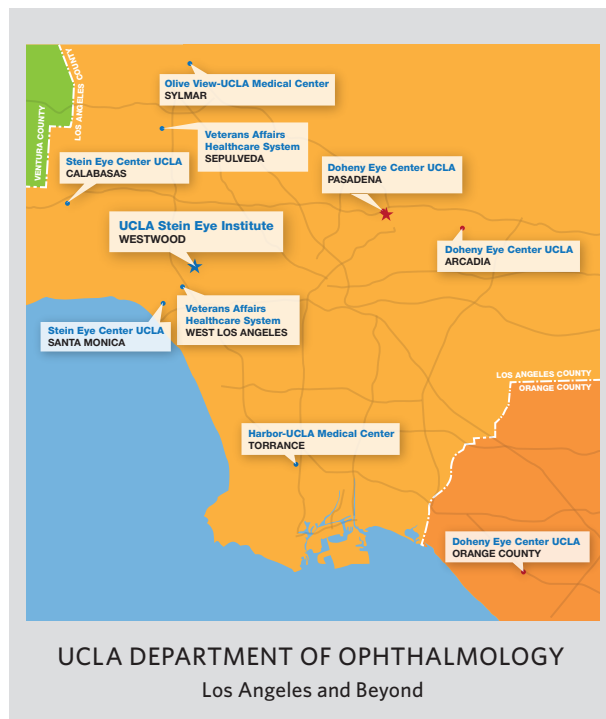 Olive View-UCLA Medical Center
SYLMAR
VENTURA COUNTY
LOS ANGELES COUNTY
Veterans Affairs
Healthcare System
SEPULVEDA
Stein Eye Center UCLA
CALABASAS
Doheny Eye Center UCLA
PASADENA
UCLA Stein Eye Institute
WESTWOOD
Doheny Eye Center UCLA
ARCADIA
Veterans Affairs
Healthcare System
WEST LOS ANGELES
Stein Eye Center UCLA
SANTA MONICA
LOS ANGELES COUNTY
ORANGE COUNTY
Harbor-UCLA Medical Center
TORRANCE
Doheny Eye Center UCLA
ORANGE COUNTY
UCLA DEPARTMENT OF OPHTHALMOLOGY
Los Angeles and Beyond